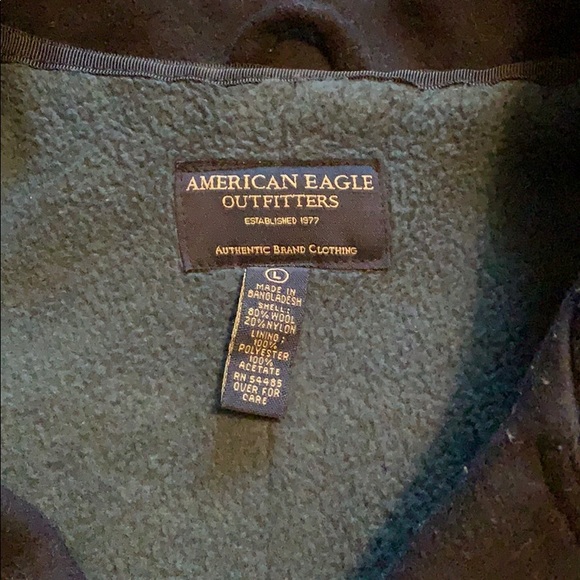 AMERICAN EAGLE
OUTFITTERS
ESTABLISHED 1977
AUTHENTIC BRAND CLOTHING
L
MADE IN
BANGLADESH
SHELL:
80% WOOL
20% NYLON
LINING:
100%
POLYESTER
100%
ACETATE
RN 54485
OVER FOR
CARE